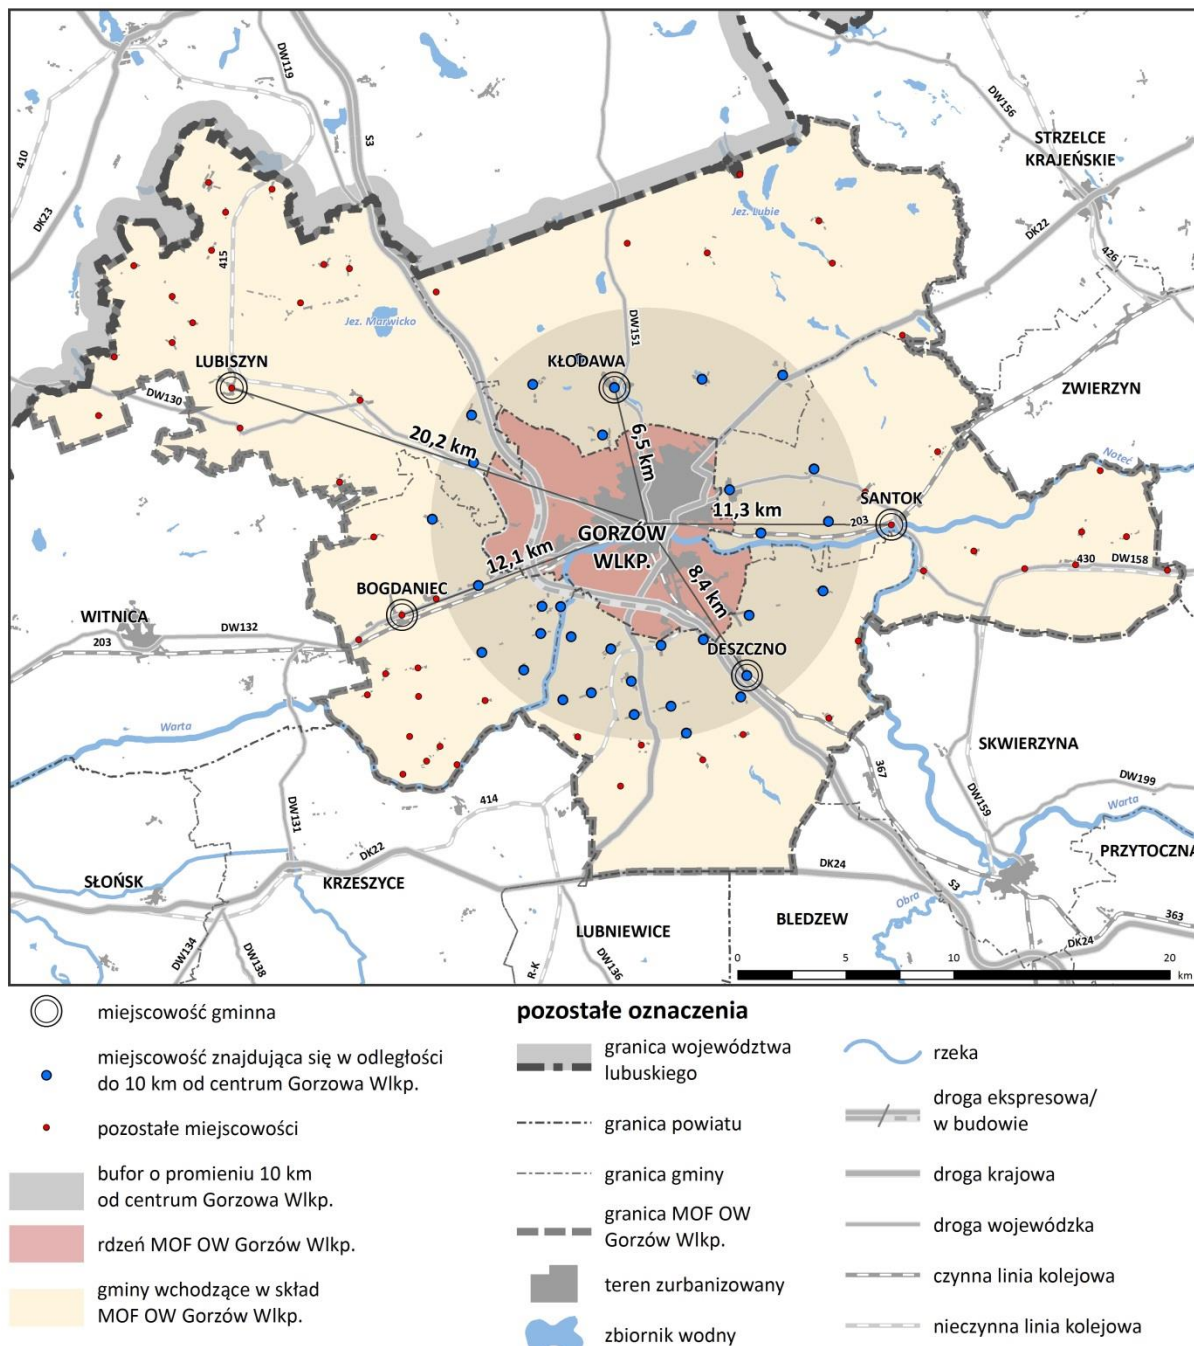 DW119
S3
410
DK23
415
DW156
STRZELCE
KRAJEŃSKIE
DK22
426
Jez. Lubie
DW151
Jez. Marwicko
LUBISZYN
KŁODAWA
ZWIERZYN
DW130
20,2 km
6,5 km
Noteć
SANTOK
11,3 km
203
GORZÓW
WLKP.
12,1 km
8,4 km
430
DW158
BOGDANIEC
WITNICA
DW132
203
DESZCZNO
Warta
SKWIERZYNA
367
DW199
DW159
Warta
414
DW131
DK22
PRZYTOCZNA
DK24
SŁOŃSK
KRZESZYCE
S3
Obra
BLEDZEW
363
LUBNIEWICE
DK24
DW134
DW138
R-K
DW136
0 5 10 20
km
miejscowość gminna
miejscowość znajdująca się w odległości
do 10 km od centrum Gorzowa Wlkp.
pozostałe miejscowości
bufor o promieniu 10 km
od centrum Gorzowa Wlkp.
rdzeń MOF OW Gorzów Wlkp.
gminy wchodzące w skład
MOF OW Gorzów Wlkp.
pozostałe oznaczenia
granica województwa
lubuskiego
granica powiatu
granica gminy
granica MOF OW
Gorzów Wlkp.
teren zurbanizowany
zbiornik wodny
rzeka
droga ekspresowa/
w budowie
droga krajowa
droga wojewódzka
czynna linia kolejowa
nieczynna linia kolejowa